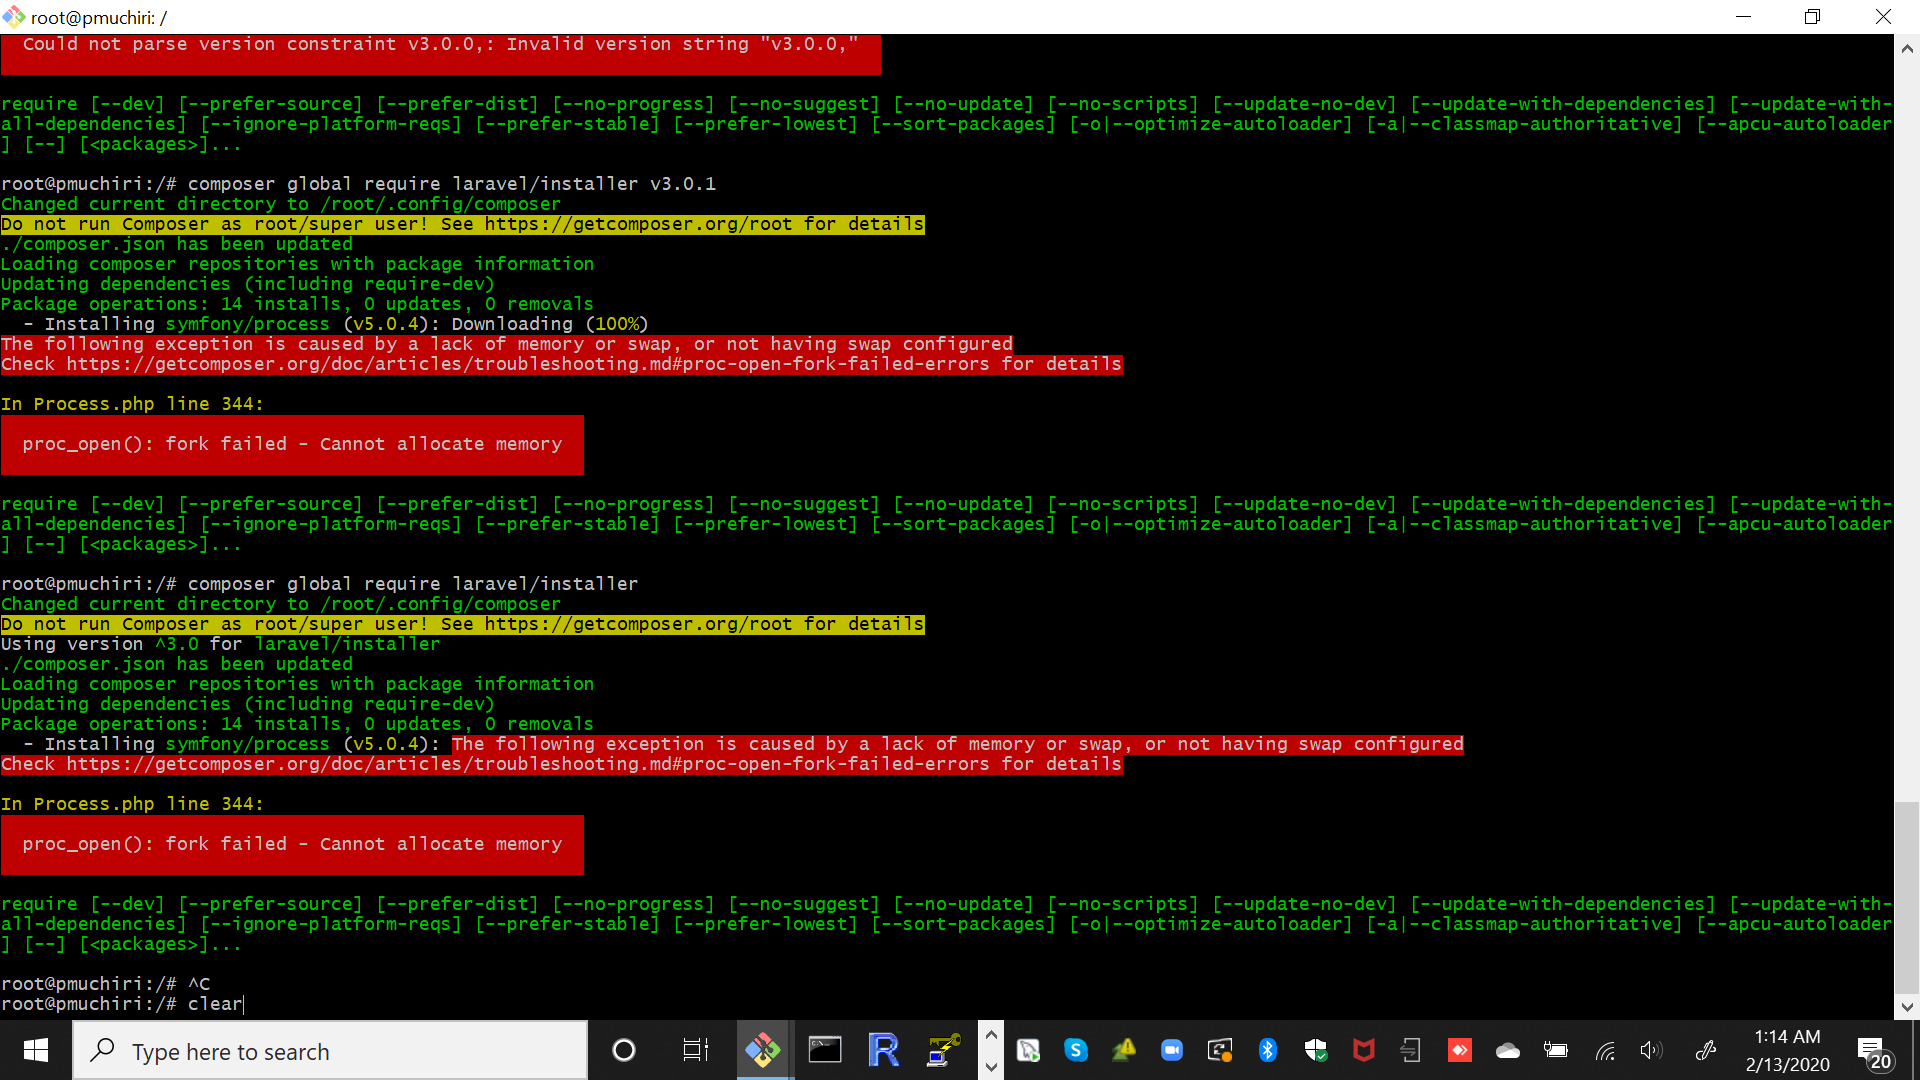 root@pmuchiri: /
Could not parse version constraint v3.0.0,: Invalid version string "v3.0.0,"
require [--dev] [--prefer-source] [--prefer-dist] [--no-progress] [--no-suggest] [--no-update] [--no-scripts] [--update-no-dev] [--update-with-dependencies] [--update-with-
all-dependencies] [--ignore-platform-reqs] [--prefer-stable] [--prefer-lowest] [--sort-packages] [-o|--optimize-autoloader] [-a|--classmap-authoritative] [--apcu-autoloader
] [--] [<packages>]...
root@pmuchiri:/# composer global require laravel/installer v3.0.1
Changed current directory to /root/.config/composer
Do not run Composer as root/super user! See https://getcomposer.org/root for details
./composer.json has been updated
Loading composer repositories with package information
Updating dependencies (including require-dev)
Package operations: 14 installs, 0 updates, 0 removals
- Installing symfony/process (v5.0.4): Downloading (100%)
The following exception is caused by a lack of memory or swap, or not having swap configured
Check https://getcomposer.org/doc/articles/troubleshooting.md#proc-open-fork-failed-errors for details
In Process.php line 344:
proc_open(): fork failed - Cannot allocate memory
require [--dev] [--prefer-source] [--prefer-dist] [--no-progress] [--no-suggest] [--no-update] [--no-scripts] [--update-no-dev] [--update-with-dependencies] [--update-with-
all-dependencies] [--ignore-platform-reqs] [--prefer-stable] [--prefer-lowest] [--sort-packages] [-o|--optimize-autoloader] [-a|--classmap-authoritative] [--apcu-autoloader
] [--] [<packages>]...
root@pmuchiri:/# composer global require laravel/installer
Changed current directory to /root/.config/composer
Do not run Composer as root/super user! See https://getcomposer.org/root for details
Using version ^3.0 for laravel/installer
./composer.json has been updated
Loading composer repositories with package information
Updating dependencies (including require-dev)
Package operations: 14 installs, 0 updates, 0 removals
- Installing symfony/process (v5.0.4): The following exception is caused by a lack of memory or swap, or not having swap configured
Check https://getcomposer.org/doc/articles/troubleshooting.md#proc-open-fork-failed-errors for details
In Process.php line 344:
proc_open(): fork failed - Cannot allocate memory
require [--dev] [--prefer-source] [--prefer-dist] [--no-progress] [--no-suggest] [--no-update] [--no-scripts] [--update-no-dev] [--update-with-dependencies] [--update-with-
all-dependencies] [--ignore-platform-reqs] [--prefer-stable] [--prefer-lowest] [--sort-packages] [-o|--optimize-autoloader] [-a|--classmap-authoritative] [--apcu-autoloader
] [--] [<packages>]...
root@pmuchiri:/# ^C
root@pmuchiri:/# clear
Type here to search
1:14 AM
2/13/2020
20